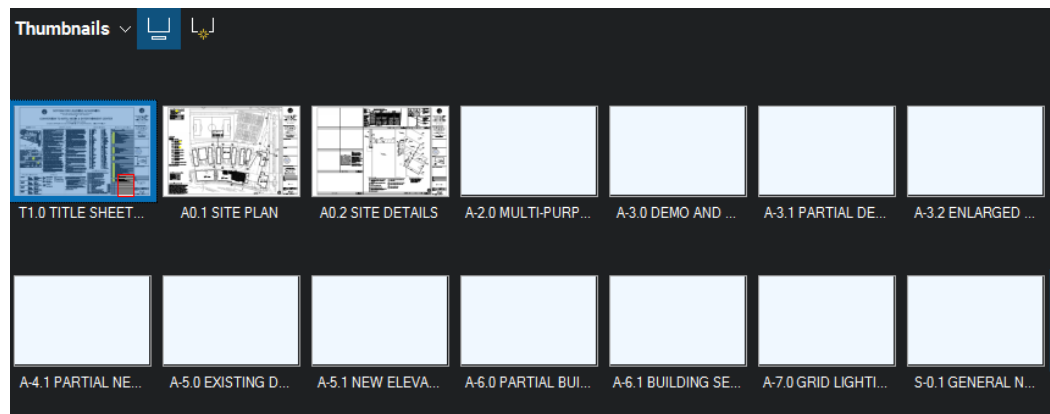 Thumbnails
T1.0 TITLE SHEET...
A0.1 SITE PLAN
A0.2 SITE DETAILS
A-2.0 MULTI-PURP...
A-3.0 DEMO AND ...
A-3.1 PARTIAL DE...
A-3.2 ENLARGED ...
A-4.1 PARTIAL NE...
A-5.0 EXISTING D...
A-5.1 NEW ELEVA...
A-6.0 PARTIAL BUI...
A-6.1 BUILDING SE...
A-7.0 GRID LIGHTI...
S-0.1 GENERAL N...